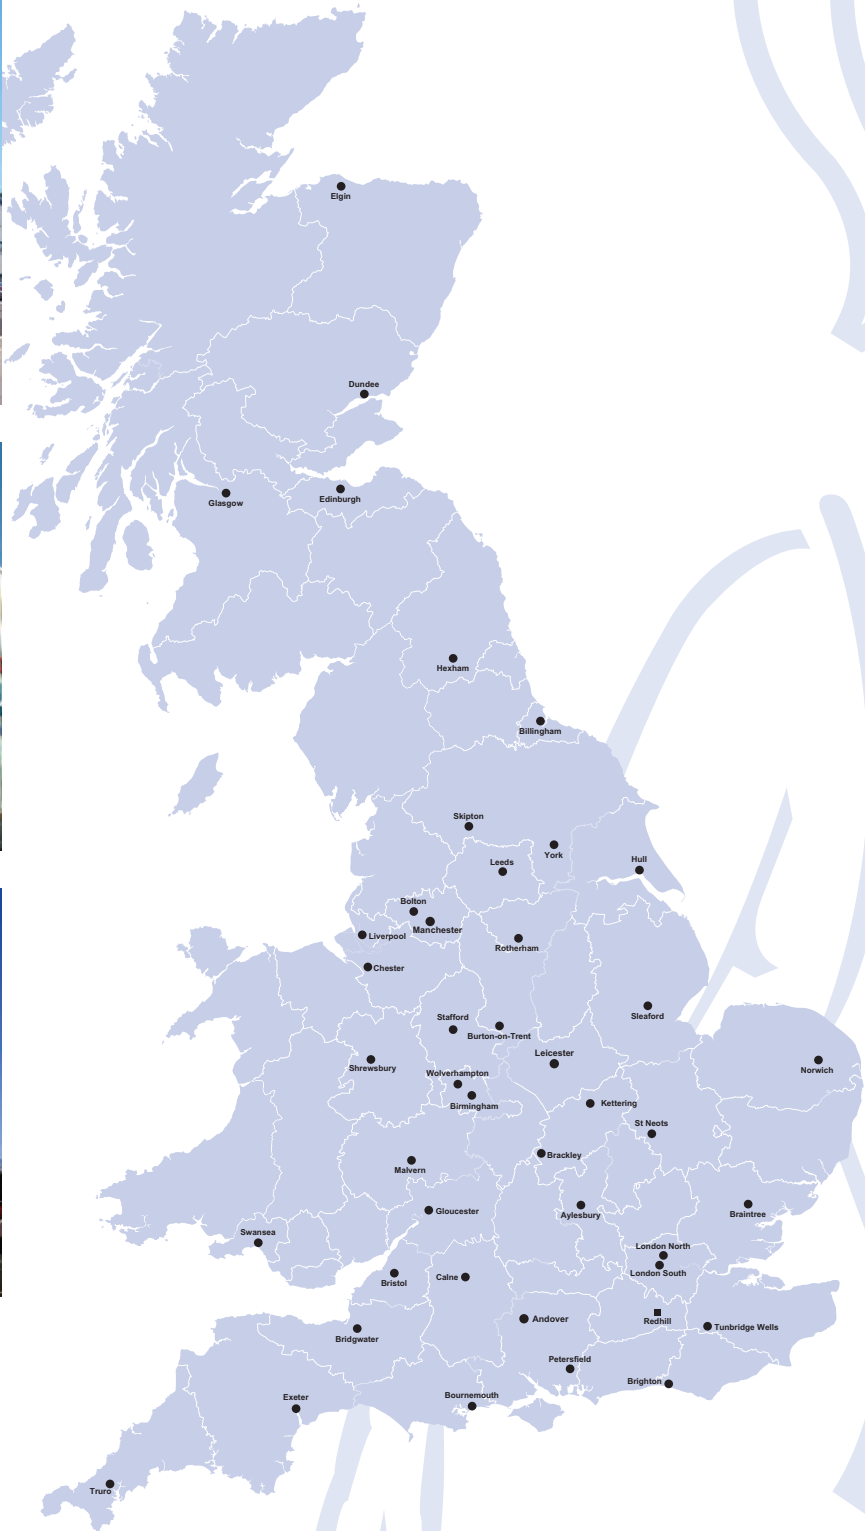 Elgin
Dundee
Glasgow
Edinburgh
Hexham
Billingham
Skipton
York
Leeds
Hull
Bolton
Manchester
Liverpool
Rotherham
Chester
Sleaford
Stafford
Burton-on-Trent
Leicester
Norwich
Shrewsbury
Wolverhampton
Birmingham
Kettering
St Neots
Brackley
Malvern
Gloucester
Aylesbury
Braintree
Swansea
London North
London South
Bristol
Calne
Andover
Redhill
Tunbridge Wells
Bridgwater
Petersfield
Brighton
Exeter
Bournemouth
Truro